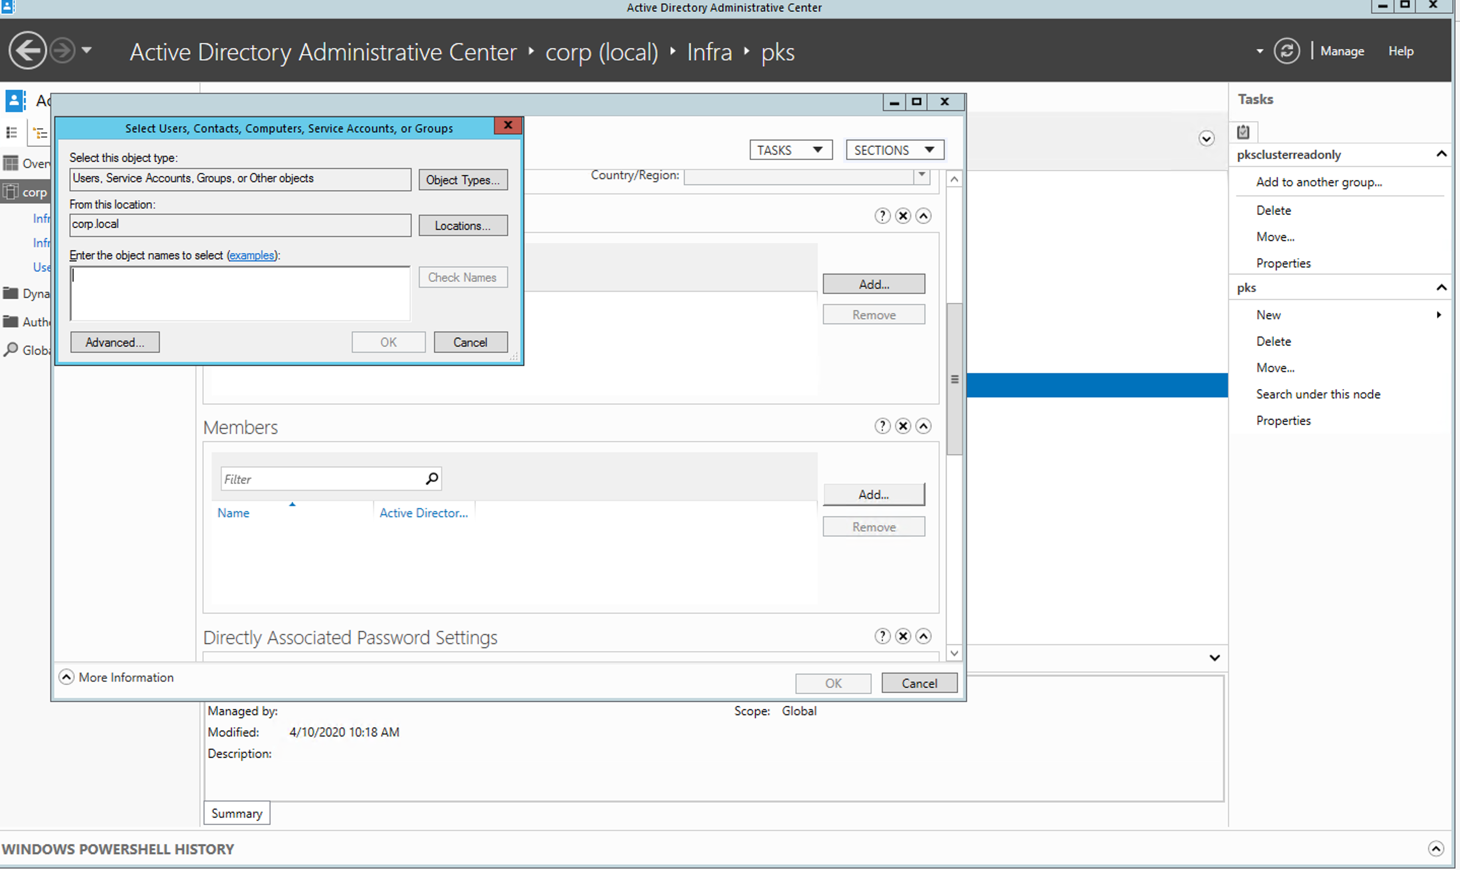 Active Directory Administrative Center
Active Directory Administrative Center • corp (local) • Infra • pks
Manage
Help
Overv
corp
Infr
Infr
Use
Dyna
Authe
Globa
Select Users, Contacts, Computers, Service Accounts, or Groups
Select this object type:
Users, Service Accounts, Groups, or Other objects
Object Types...
From this location:
corp.local
Locations...
Enter the object names to select (examples):
Check Names
Advanced...
OK
Cancel
TASKS
SECTIONS
Country/Region:
Add...
Remove
Members
Filter
Name
Active Director...
Add...
Remove
Directly Associated Password Settings
More Information
OK
Cancel
Managed by:
Scope: Global
Modified: 4/10/2020 10:18 AM
Description:
Summary
Tasks
pksclusterreadonly
Add to another group...
Delete
Move...
Properties
pks
New
Delete
Move...
Search under this node
Properties
WINDOWS POWERSHELL HISTORY